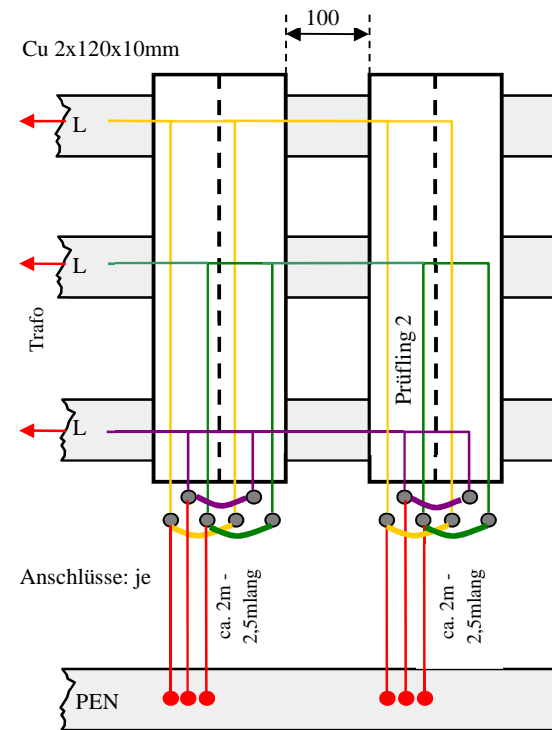 100
Cu 2x120x10mm
L
L
Trafo
Prüfling 2
L
Anschlüsse: je
ca. 2m -
2,5mlang
ca. 2m -
2,5mlang
PEN